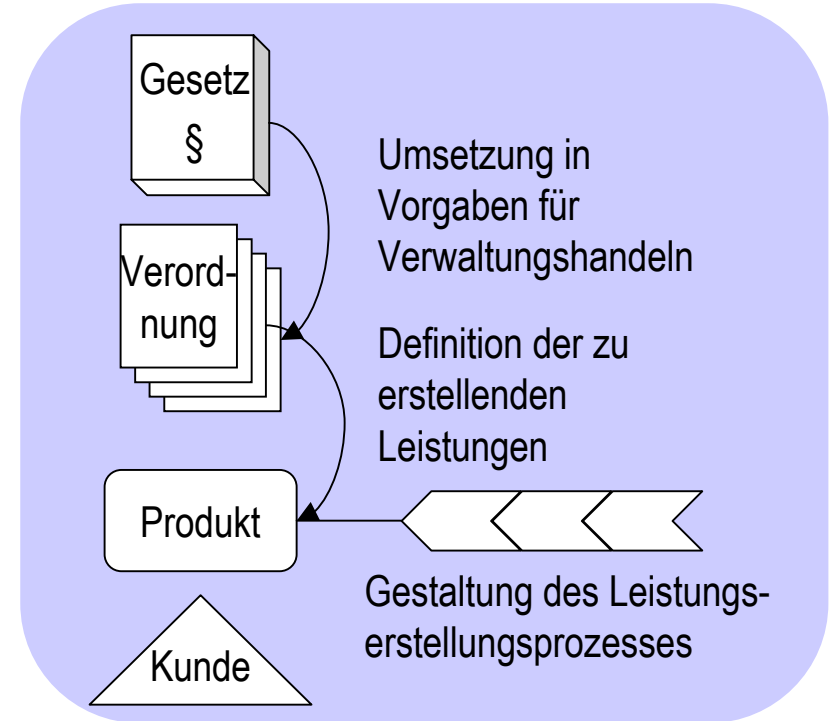 Gesetz
§
Umsetzung in
Vorgaben für
Verwaltungshandeln
Verord-
nung
Definition der zu
erstellenden
Leistungen
Produkt
Gestaltung des Leistungs-
erstellungsprozesses
Kunde